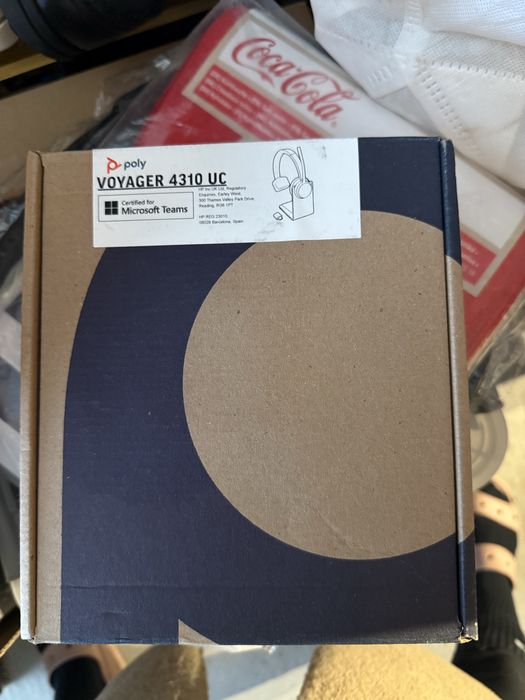 Coca-Cola
poly
VOYAGER 4310 UC
Certified for
Microsoft Teams
HP Inc UK Ltd, Regulatory
Enquiries, Earley West,
300 Thames Valley Park Drive,
Reading, RG6 1PT
HP REG 23010,
08028 Barcelona, Spain